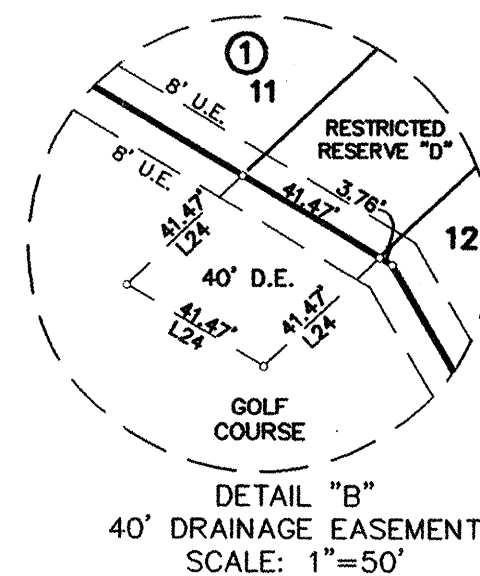 1
11
8' U.E.
RESTRICTED
RESERVE "D"
8' U.E.
3.76'
41.47'
12
41.47'
L24
40' D.E.
41.47'
L24
41.47'
L24
GOLF
COURSE
DETAIL "B"
40' DRAINAGE EASEMENT
SCALE: 1"=50'